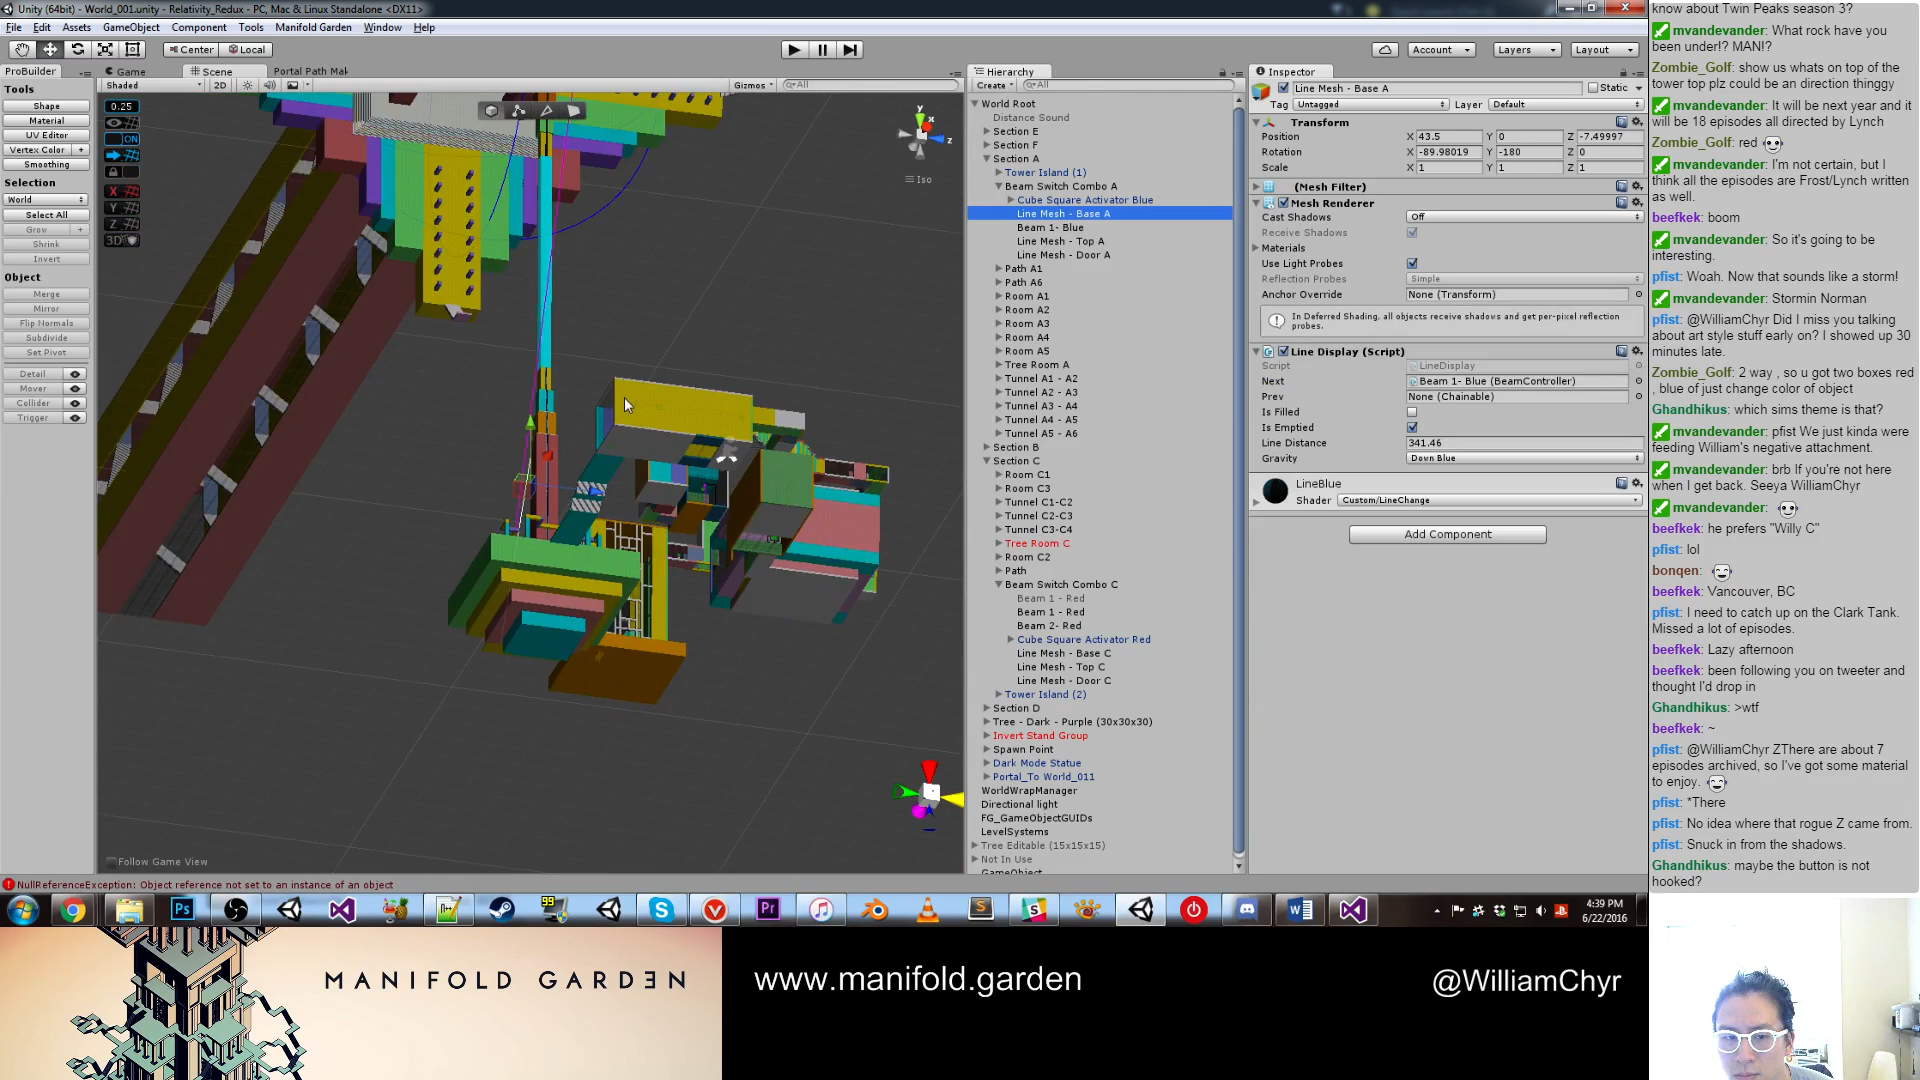 Unity (64bit) - World_001.unity - Relativity_Redux - PC, Mac & Linux Standalone <DX11>
File Edit Assets GameObject Component Tools Manifold Garden Window Help
Center Local Account Layers Layout
ProBuilder Game Scene Portal Path Mak
Shaded 2D Gizmos All
Tools
Shape
Material
UV Editor
Vertex Color +
Smoothing
Selection
World
Select All
Grow +
Shrink
Invert
Object
Merge
Mirror
Flip Normals
Subdivide
Set Pivot
Detail
Mover
Collider
Trigger
0.25
ON
X
Y
Z
3D
y
z
Iso
Follow Game View
Hierarchy
Create All
World Root
Distance Sound
Section E
Section F
Section A
Tower Island (1)
Beam Switch Combo A
Cube Square Activator Blue
Line Mesh - Base A
Beam 1- Blue
Line Mesh - Top A
Line Mesh - Door A
Path A1
Path A6
Room A1
Room A2
Room A3
Room A4
Room A5
Tree Room A
Tunnel A1 - A2
Tunnel A2 - A3
Tunnel A3 - A4
Tunnel A4 - A5
Tunnel A5 - A6
Section B
Section C
Room C1
Room C3
Tunnel C1-C2
Tunnel C2-C3
Tunnel C3-C4
Tree Room C
Room C2
Path
Beam Switch Combo C
Beam 1 - Red
Beam 1 - Red
Beam 2- Red
Cube Square Activator Red
Line Mesh - Base C
Line Mesh - Top C
Line Mesh - Door C
Tower Island (2)
Section D
Tree - Dark - Purple (30x30x30)
Invert Stand Group
Spawn Point
Dark Mode Statue
Portal_To World_011
WorldWrapManager
Directional light
FG_GameObjectGUIDs
LevelSystems
Tree Editable (15x15x15)
Not In Use
GameObject
Inspector
Line Mesh - Base A Static
Tag Untagged Layer Default
Transform
Position X 43.5 Y 0 Z -7.49997
Rotation X -89.98019 Y -180 Z 0
Scale X 1 Y 1 Z 1
(Mesh Filter)
Mesh Renderer
Cast Shadows Off
Receive Shadows
Materials
Use Light Probes
Reflection Probes Simple
Anchor Override None (Transform)
In Deferred Shading, all objects receive shadows and get per-pixel reflection
probes.
Line Display (Script)
Script LineDisplay
Next Beam 1- Blue (BeamController)
Prev None (Chainable)
Is Filled
Is Emptied
Line Distance 341.46
Gravity Down Blue
LineBlue
Shader Custom/LineChange
Add Component
NullReferenceException: Object reference not set to an instance of an object
99
4:39 PM
6/22/2016
know about Twin Peaks season 3?
mvandevander: What rock have you
been under!? MAN!?
Zombie_Golf: show us whats on top of the
tower top plz could be an direction thinggy
mvandevander: It will be next year and it
will be 18 episodes all directed by Lynch
Zombie_Golf: red
mvandevander: I'm not certain, but I
think all the episodes are Frost/Lynch written
as well.
beefkek: boom
mvandevander: So it's going to be
interesting.
pfist: Woah. Now that sounds like a storm!
mvandevander: Stormin Norman
pfist: @WilliamChyr Did I miss you talking
about art style stuff early on? I showed up 30
minutes late.
Zombie_Golf: 2 way , so u got two boxes red
, blue of just change color of object
Ghandhikus: which sims theme is that?
mvandevander: pfist We just kinda were
feeding William's negative attachment.
mvandevander: brb If you're not here
when I get back. Seeya WilliamChyr
mvandevander:
beefkek: he prefers "Willy C"
pfist: lol
bonqen:
beefkek: Vancouver, BC
pfist: I need to catch up on the Clark Tank.
Missed a lot of episodes.
beefkek: Lazy afternoon
beefkek: been following you on tweeter and
thought I'd drop in
Ghandhikus: >wtf
beefkek: ~
pfist: @WilliamChyr ZThere are about 7
episodes archived, so I've got some material
to enjoy.
pfist: *There
pfist: No idea where that rogue Z came from.
pfist: Snuck in from the shadows.
Ghandhikus: maybe the button is not
hooked?
MANIFOLD GARDEN
www.manifold.garden
@WilliamChyr